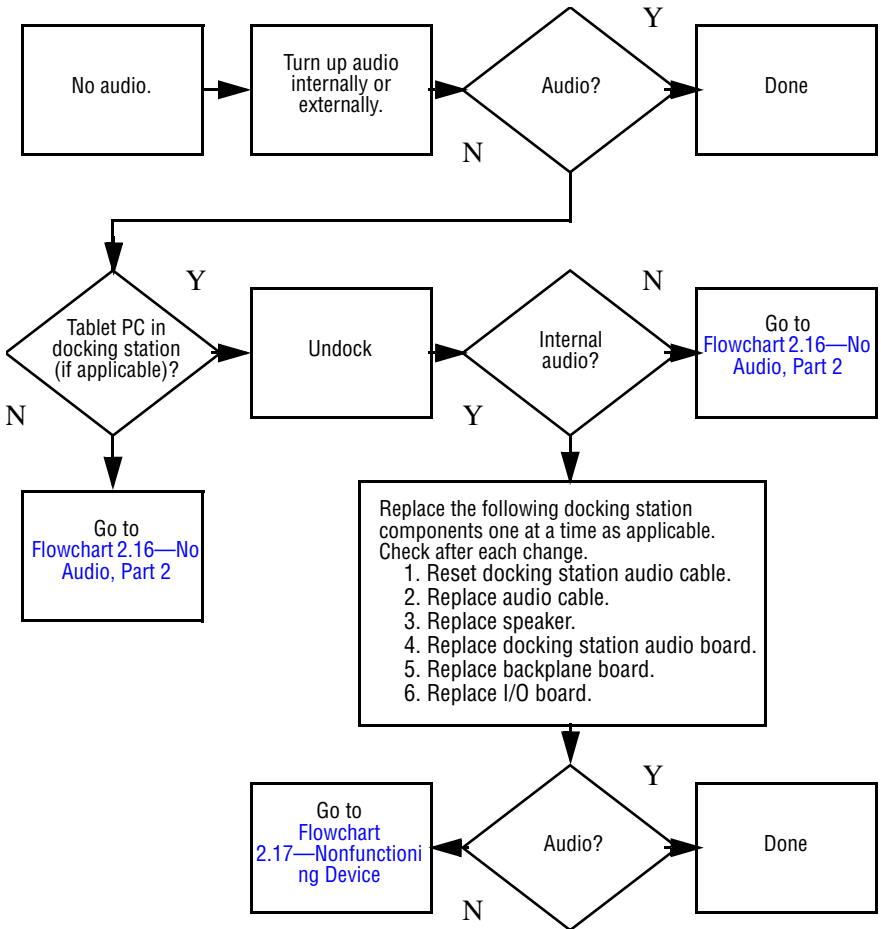 No audio.
Turn up audio
internally or
externally.
Audio?
Y
N
Done
Tablet PC in
docking station
(if applicable)?
Y
N
Undock
Internal
audio?
N
Y
Go to
Flowchart 2.16—No
Audio, Part 2
Go to
Flowchart 2.16—No
Audio, Part 2
Replace the following docking station
components one at a time as applicable.
Check after each change.
1. Reset docking station audio cable.
2. Replace audio cable.
3. Replace speaker.
4. Replace docking station audio board.
5. Replace backplane board.
6. Replace I/O board.
Audio?
Y
N
Done
Go to
Flowchart
2.17—Nonfunctioni
ng Device